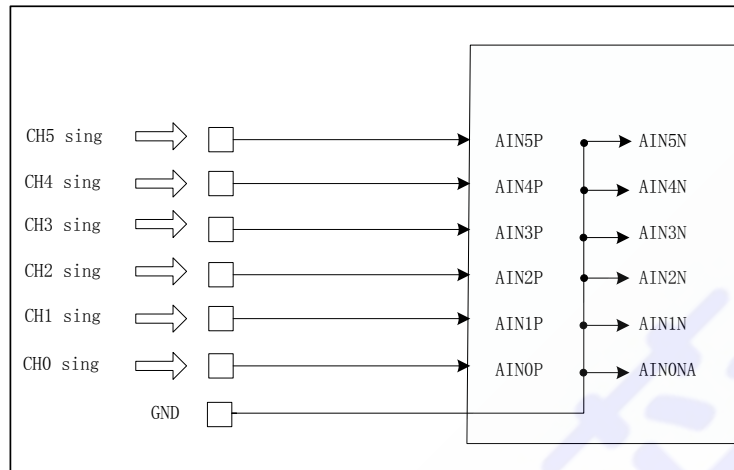 CH5 sing AIN5P AIN5N
CH4 sing AIN4P AIN4N
CH3 sing AIN3P AIN3N
CH2 sing AIN2P AIN2N
CH1 sing AIN1P AIN1N
CH0 sing AIN0P AIN0NA
GND